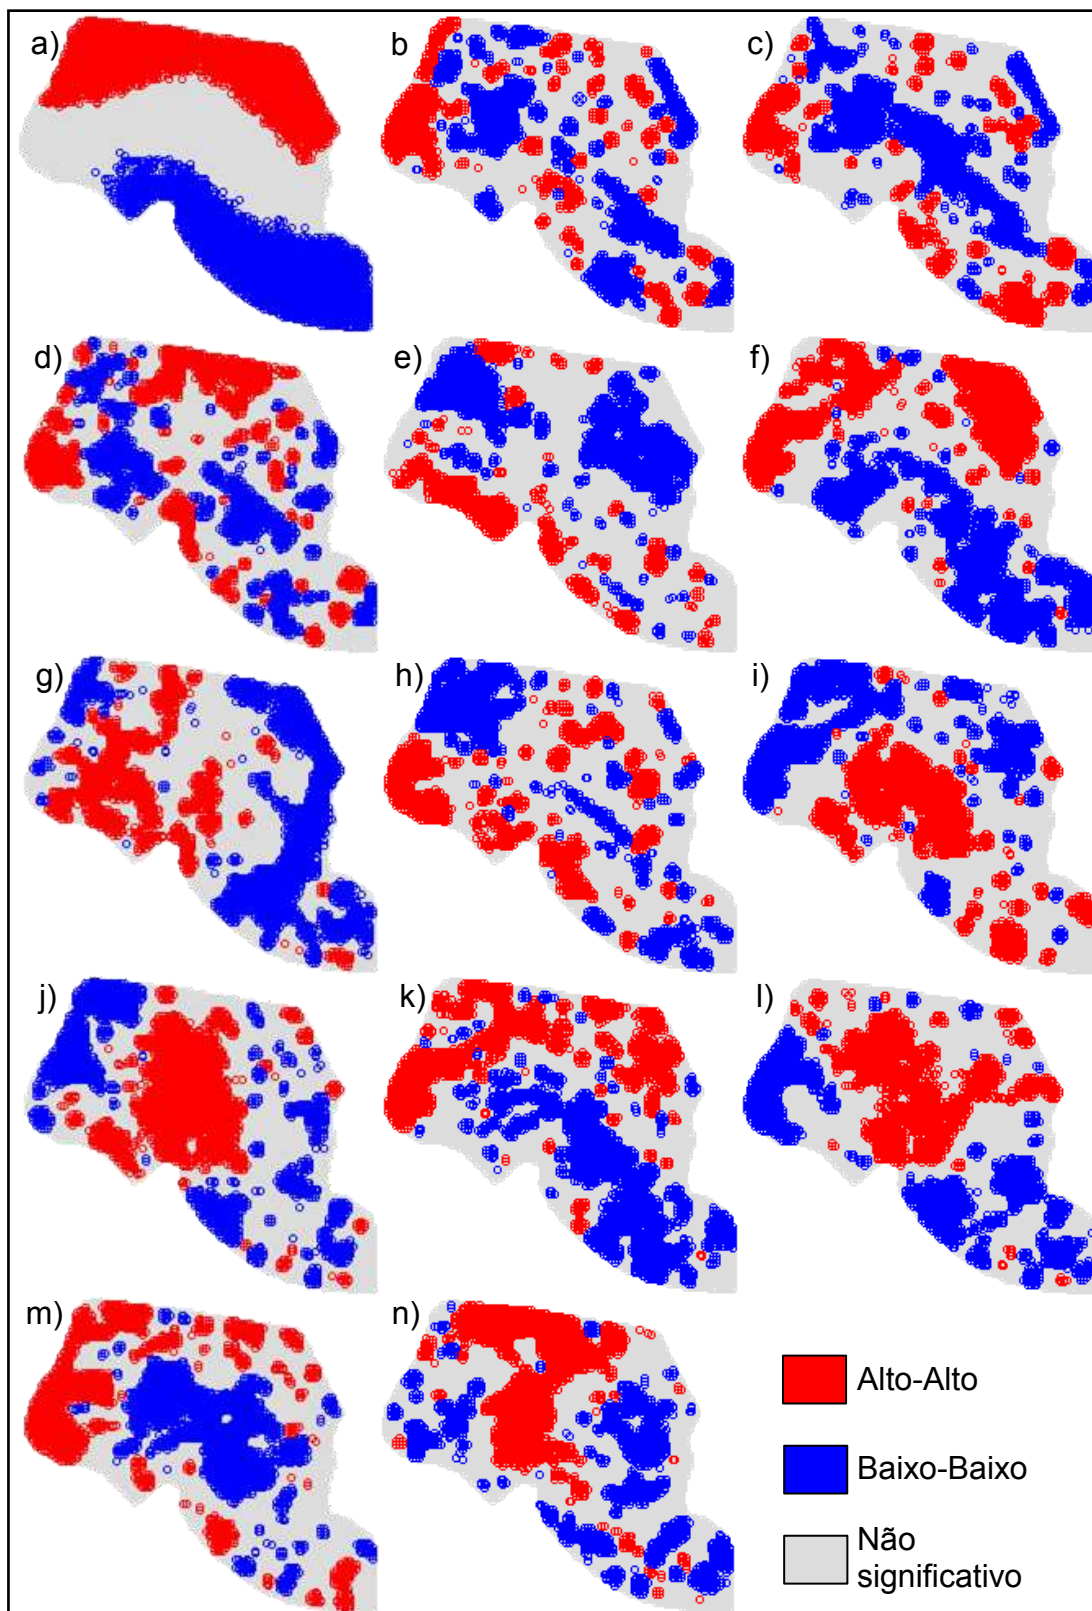 a)
b
c)
d)
e)
f)
g)
h)
i)
j)
k)
l)
m)
n)
Alto-Alto
Baixo-Baixo
Não
significativo